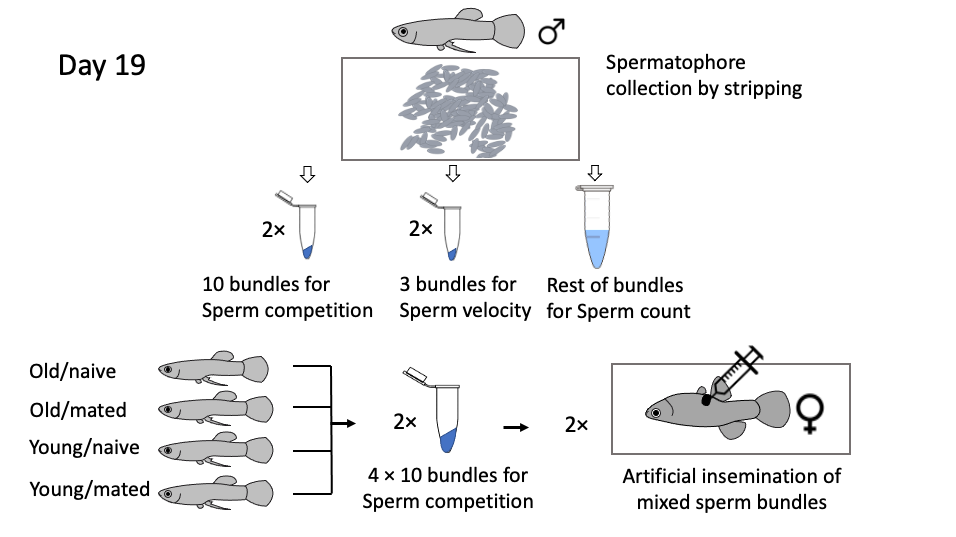 Day 19
♂
Spermatophore
collection by stripping
2×
2×
10 bundles for
Sperm competition
3 bundles for
Sperm velocity
Rest of bundles
for Sperm count
Old/naive
Old/mated
Young/naive
Young/mated
2×
4 × 10 bundles for
Sperm competition
2×
♀
Artificial insemination of
mixed sperm bundles